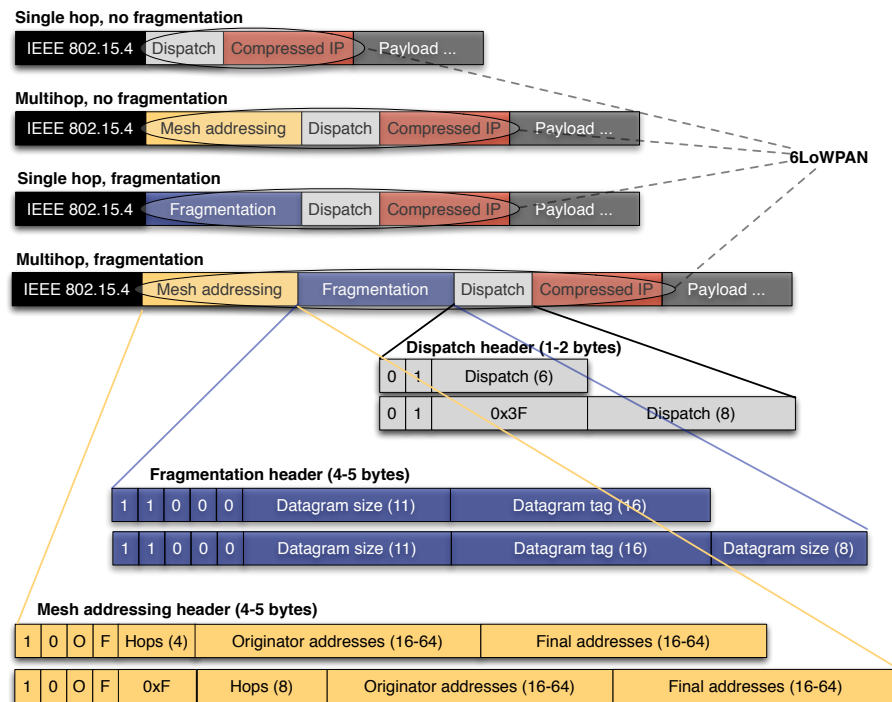 Single hop, no fragmentation
IEEE 802.15.4 Dispatch Compressed IP Payload ...
Multihop, no fragmentation
IEEE 802.15.4 Mesh addressing Dispatch Compressed IP Payload ...
6LoWPAN
Single hop, fragmentation
IEEE 802.15.4 Fragmentation Dispatch Compressed IP Payload ...
Multihop, fragmentation
IEEE 802.15.4 Mesh addressing Fragmentation Dispatch Compressed IP Payload ...
Dispatch header (1-2 bytes)
0 1 Dispatch (6)
0 1 0x3F Dispatch (8)
Fragmentation header (4-5 bytes)
1 1 0 0 0 Datagram size (11) Datagram tag (16)
1 1 0 0 0 Datagram size (11) Datagram tag (16) Datagram size (8)
Mesh addressing header (4-5 bytes)
1 0 O F Hops (4) Originator addresses (16-64) Final addresses (16-64)
1 0 O F 0xF Hops (8) Originator addresses (16-64) Final addresses (16-64)